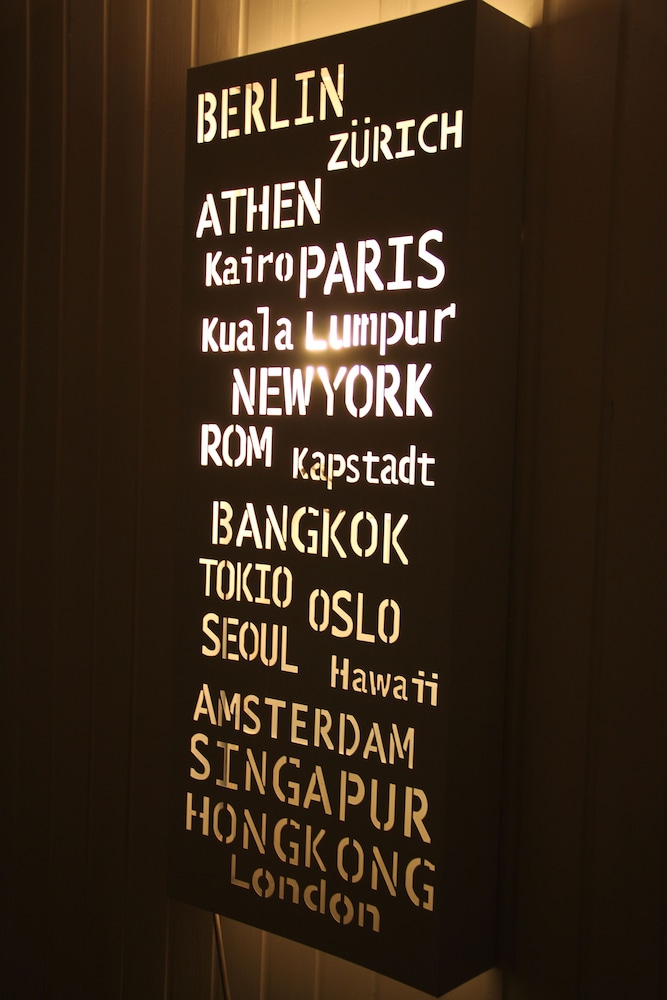 BERLIN
ZÜRICH
ATHEN
Kairo PARIS
Kuala Lumpur
NEWYORK
ROM Kapstadt
BANGKOK
TOKIO OSLO
SEOUL Hawaii
AMSTERDAM
SINGAPUR
HONGKONG
London